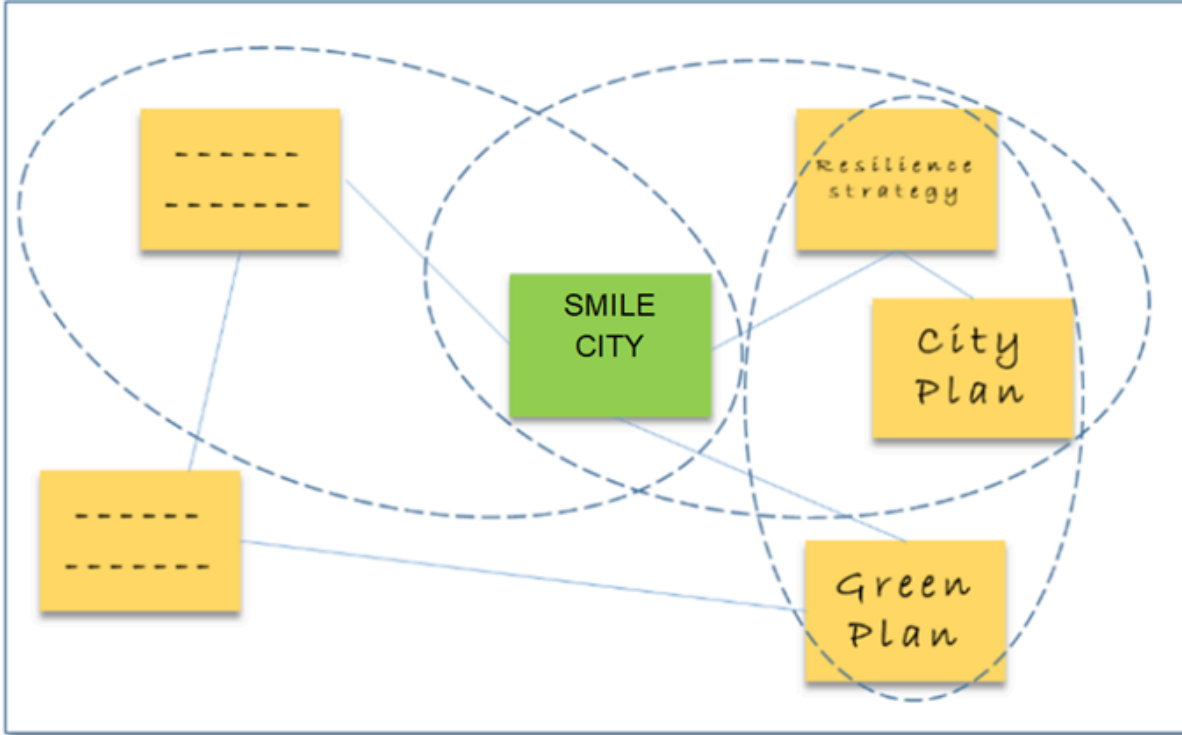 Resilience
strategy
SMILE
CITY
City
Plan
Green
Plan